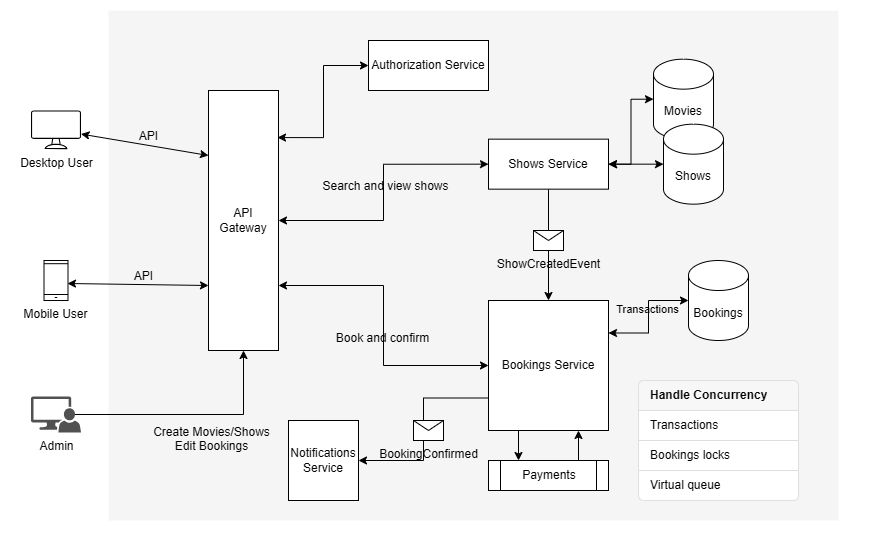 Authorization Service
Movies
API
Desktop User
Shows Service
Shows
Search and view shows
API
Gateway
ShowCreatedEvent
API
Mobile User
Transactions
Bookings
Book and confirm
Bookings Service
Handle Concurrency
Transactions
Bookings locks
Virtual queue
Admin
Create Movies/Shows
Edit Bookings
Notifications
Service
BookingConfirmed
Payments